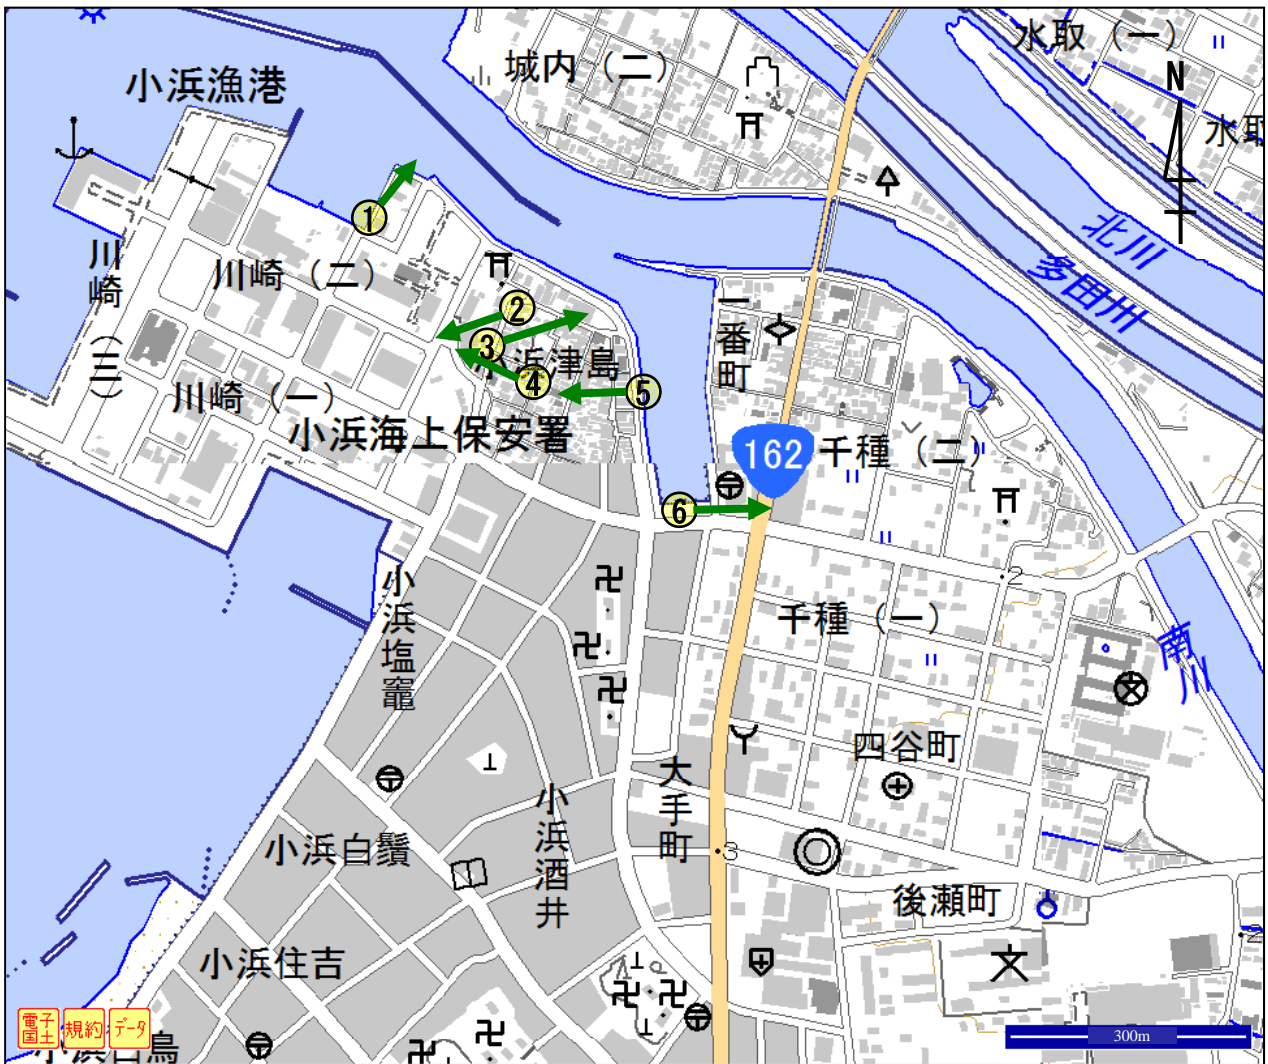 水取（一）
城内（二）
小浜漁港
N
水取
北川
多田川
川崎（三）
川崎（二）
1
2
3
4
5
6
小浜津島
一番町
川崎（一）
小浜海上保安署
162
千種（二）
小浜塩竈
2
千種（一）
南川
四谷町
大手町
小浜酒井
3
小浜白鬚
後瀬町
小浜住吉
2
電子国土
規約
データ
300m